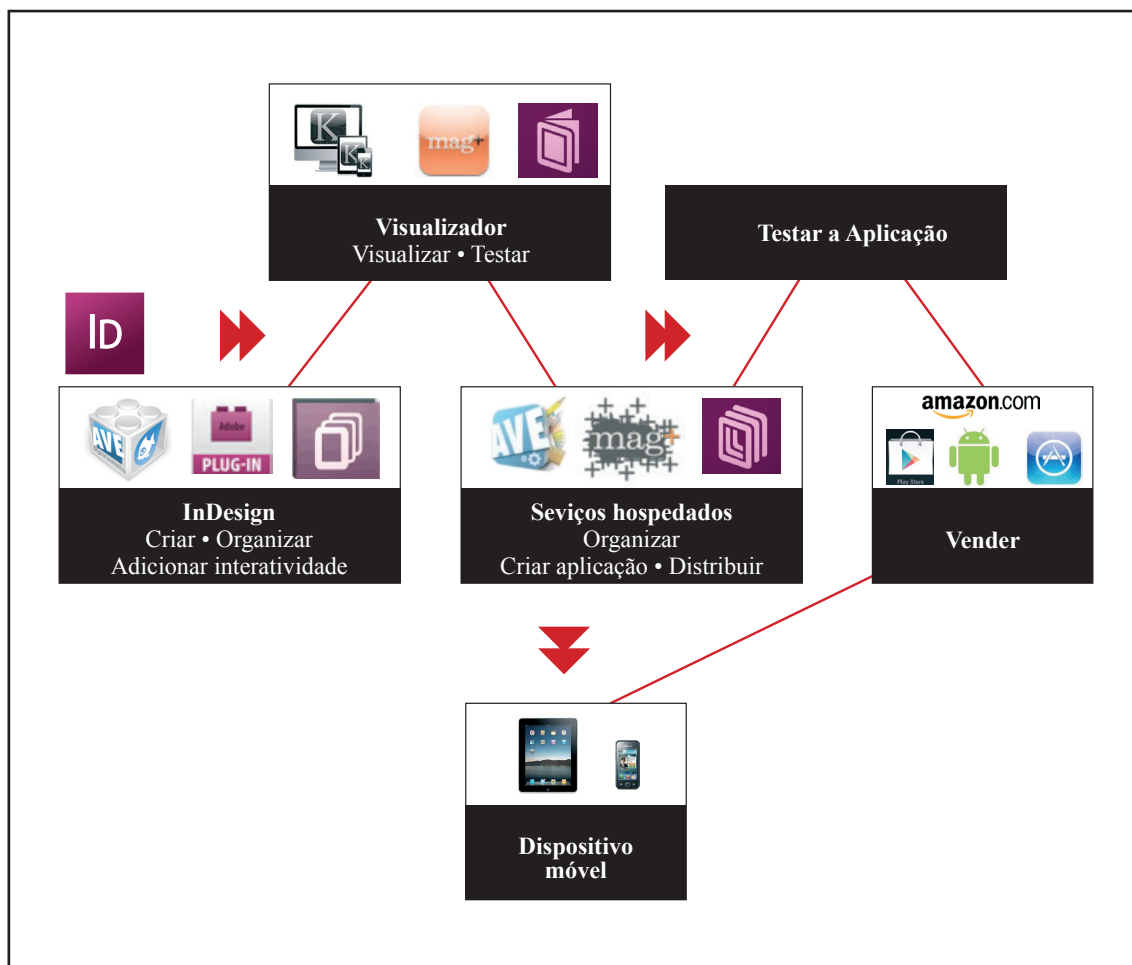 K
K
K
mag+
Visualizador
Visualizar • Testar
Testar a Aplicação
ID
AVE
Adobe
PLUG-IN
InDesign
Criar • Organizar
Adicionar interatividade
AVE
mag+
Seviços hospedados
Organizar
Criar aplicação • Distribuir
amazon.com
Play Store
Vender
Dispositivo
móvel